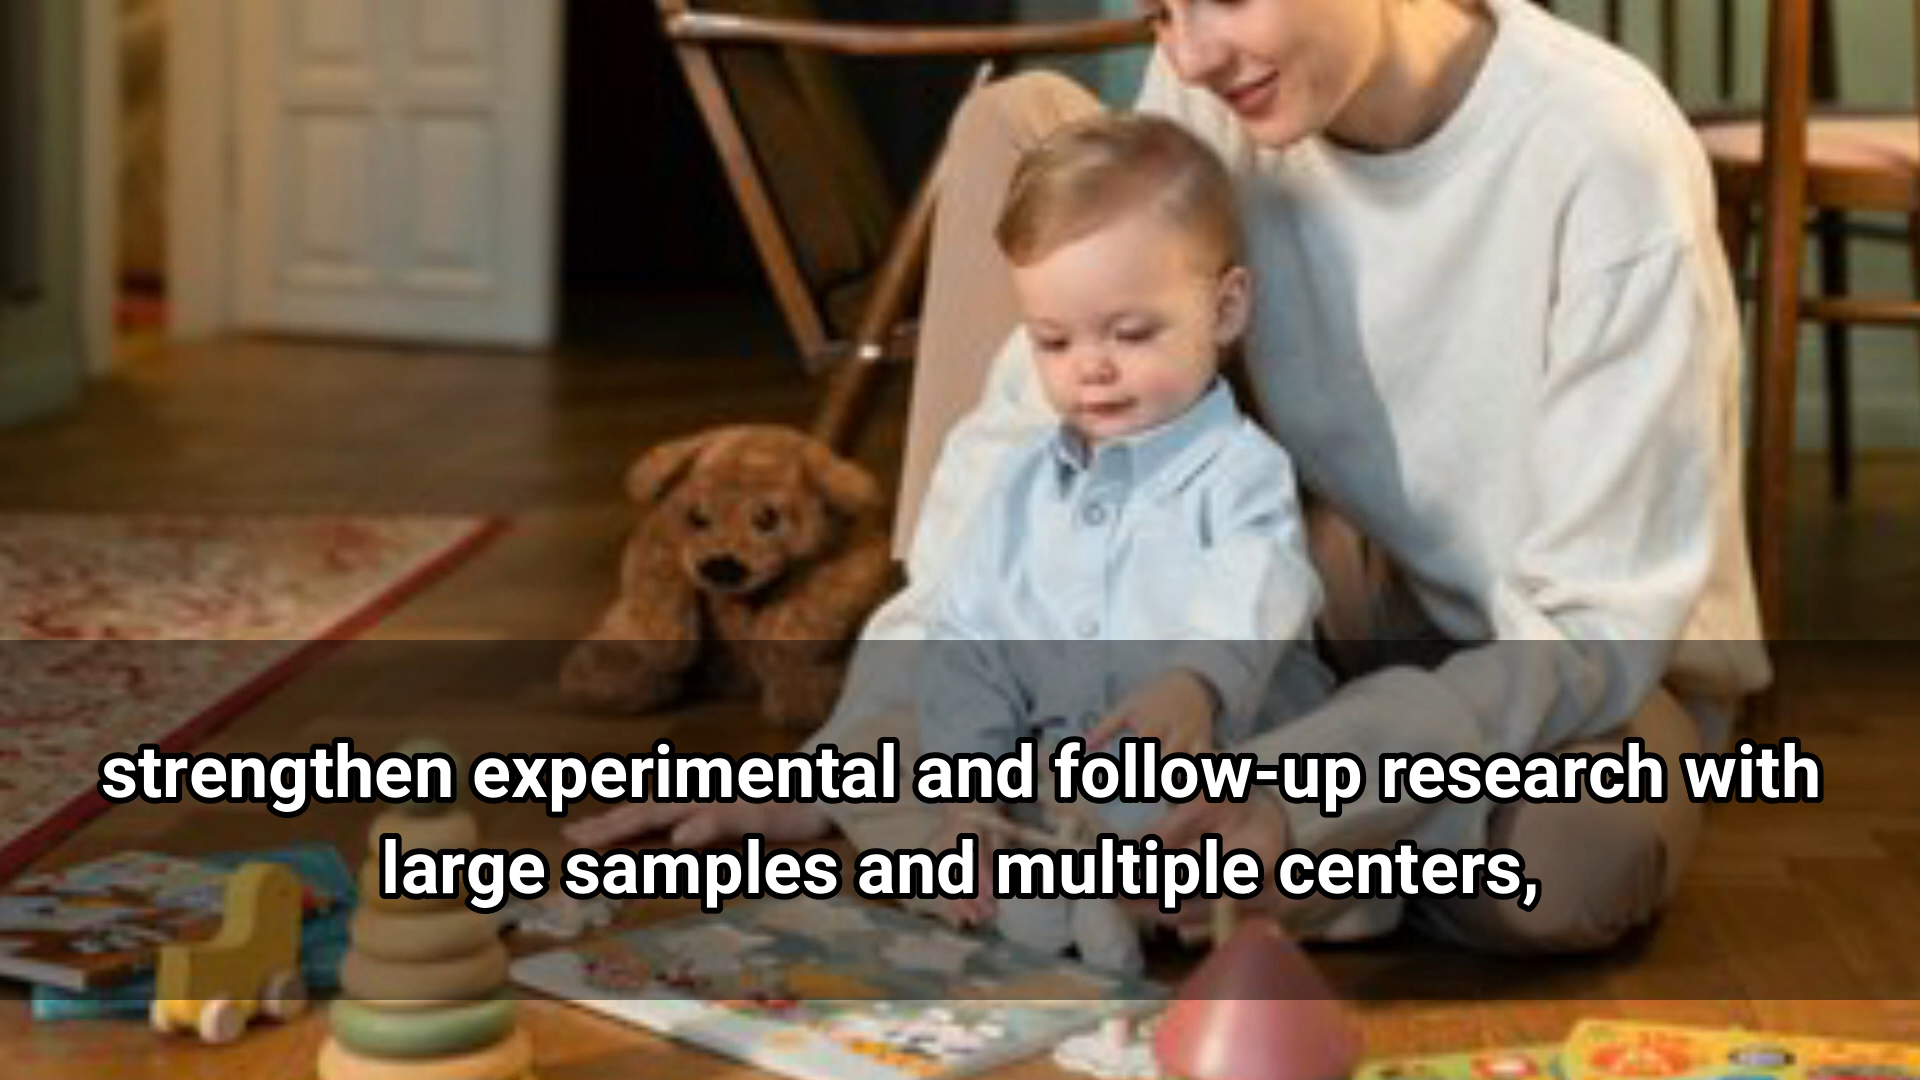 strengthen experimental and follow-up research with
large samples and multiple centers,